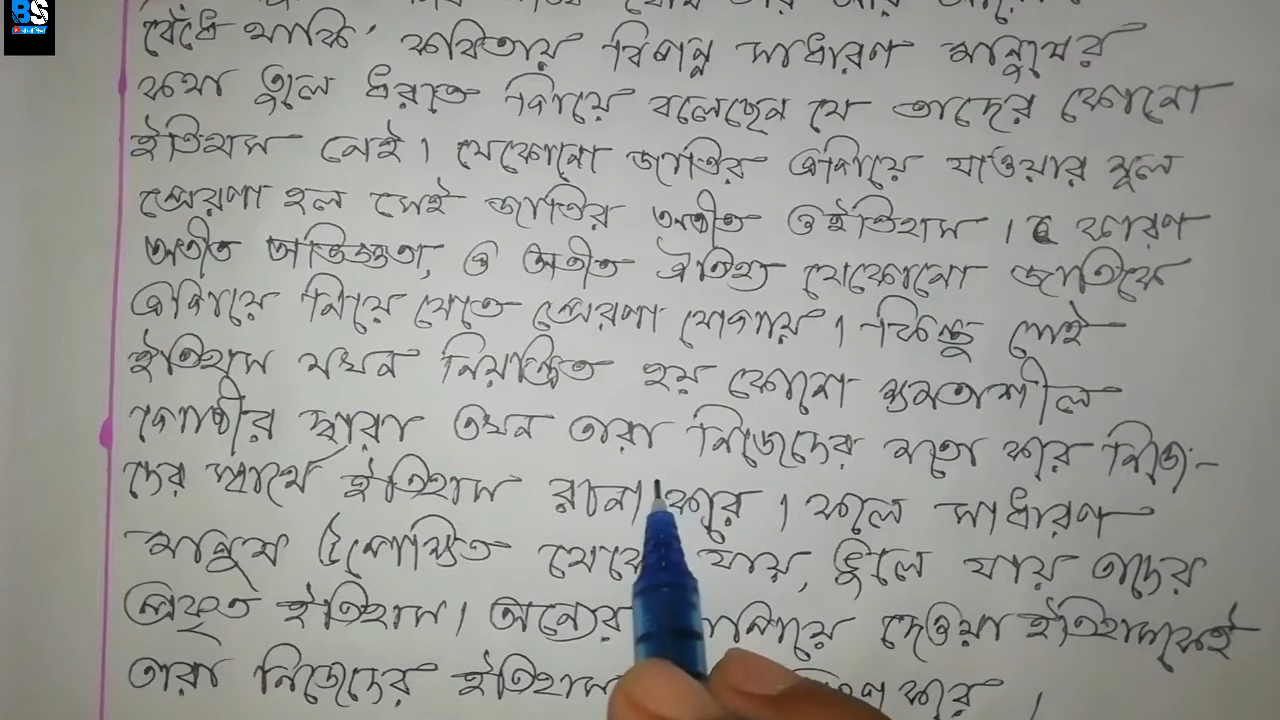 BS
বেঁধে থাকি' কবিতায় বিপন্ন সাধারণ মানুষের
কথা তুলে ধরতে গিয়ে বলেছেন যে তাদের কোনো
ইতিহাস নেই। যেকোনো জাতির এগিয়ে যাওয়ার মূল
প্রেরণা হল সেই জাতির অতীত ও ইতিহাস। কারণ
অতীত অভিজ্ঞতা, ও অতীত ঐতিহ্য যেকোনো জাতিকে
এগিয়ে নিয়ে যেতে প্রেরণা যোগায়। কিন্তু সেই
ইতিহাস যখন নিয়ন্ত্রিত হয় কোনো ক্ষমতাশীল
গোষ্ঠীর দ্বারা তখন তারা নিজেদের মতো করে নিজে-
দের স্বার্থে ইতিহাস রচনা করে। ফলে সাধারণ
মানুষ উপেক্ষিত থেকে যায়, ভুলে যায় তাদের
প্রকৃত ইতিহাস। অন্যের দেওয়া ইতিহাসকেই
তারা নিজেদের ইতিহাস করে।